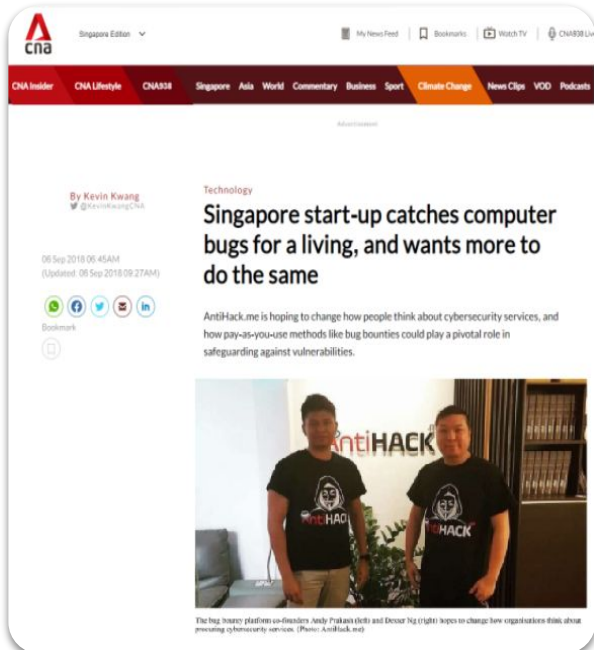 cna
Singapore Edition
My News Feed
Bookmarks
Watch TV
CNA938 Live
CNA Insider
CNA Lifestyle
CNA938
Singapore
Asia
World
Commentary
Business
Sport
Climate Change
News Clips
VOD
Podcasts
Advertisement
By Kevin Kwang
@KevinKwangCNA
06 Sep 2018 06:45AM
(Updated: 06 Sep 2018 09:27AM)
Bookmark
Technology
Singapore start-up catches computer
bugs for a living, and wants more to
do the same
AntiHack.me is hoping to change how people think about cybersecurity services, and
how pay-as-you-use methods like bug bounties could play a pivotal role in
safeguarding against vulnerabilities.
AntiHACK
AntiHACK
AntiHACK
The bug bounty platform co-founders Andy Prakash (left) and Dexter Ng (right) hopes to change how organisations think about
procuring cybersecurity services. (Photo: AntiHack.me)